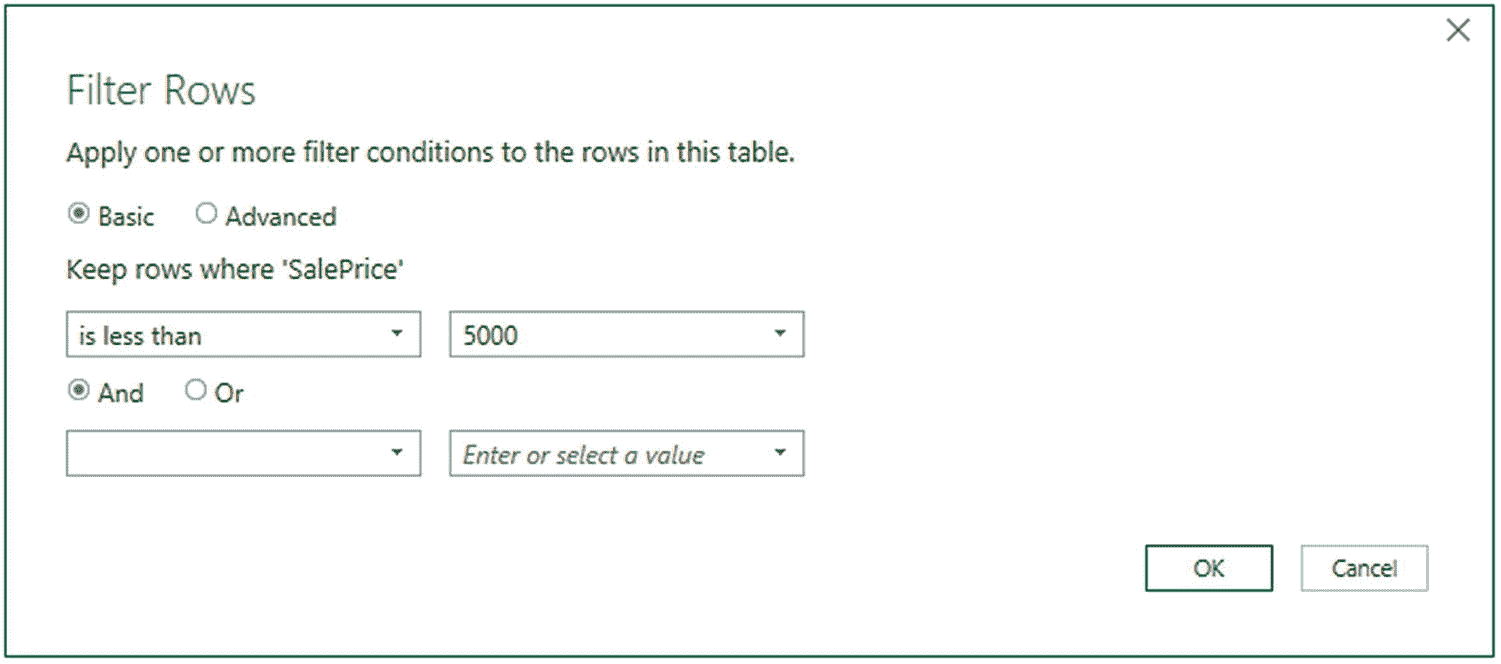 Filter Rows
Apply one or more filter conditions to the rows in this table.
Basic Advanced
Keep rows where 'SalePrice'
is less than 5000
And Or
Enter or select a value
OK Cancel